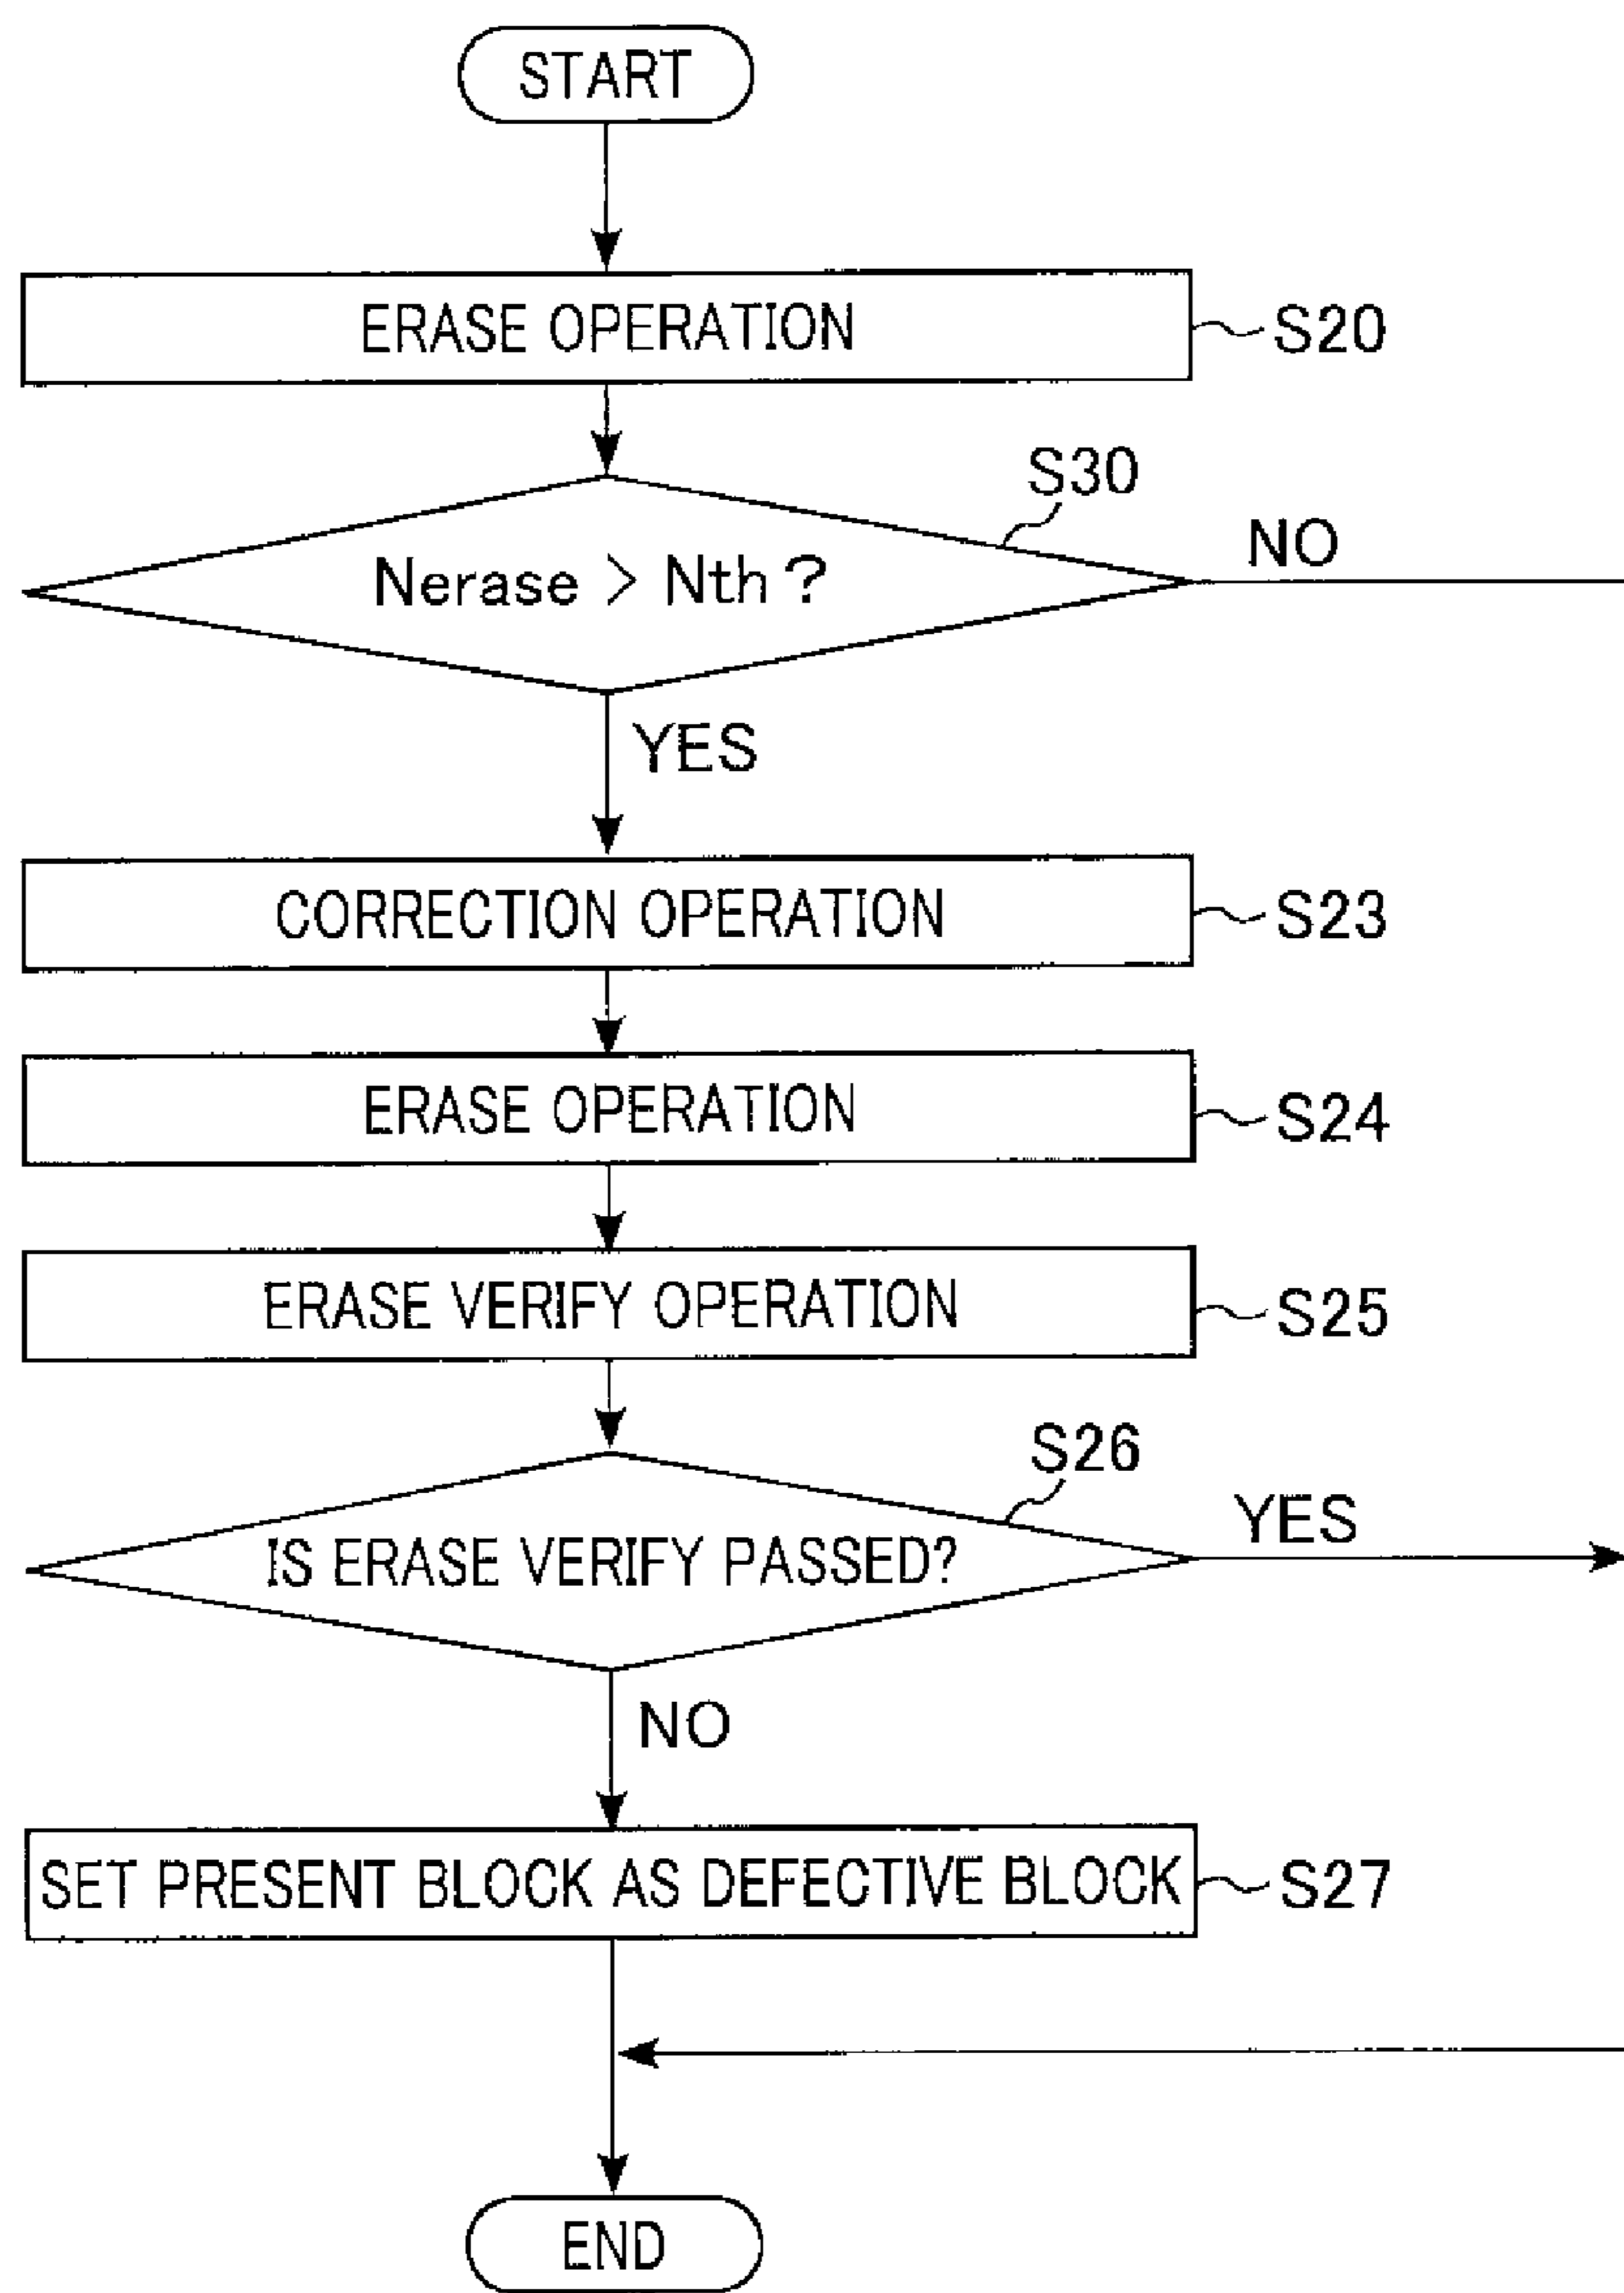 START
ERASE OPERATION
S20
S30
Nerase > Nth ?
NO
YES
CORRECTION OPERATION
S23
ERASE OPERATION
S24
ERASE VERIFY OPERATION
S25
S26
IS ERASE VERIFY PASSED?
YES
NO
SET PRESENT BLOCK AS DEFECTIVE BLOCK
S27
END